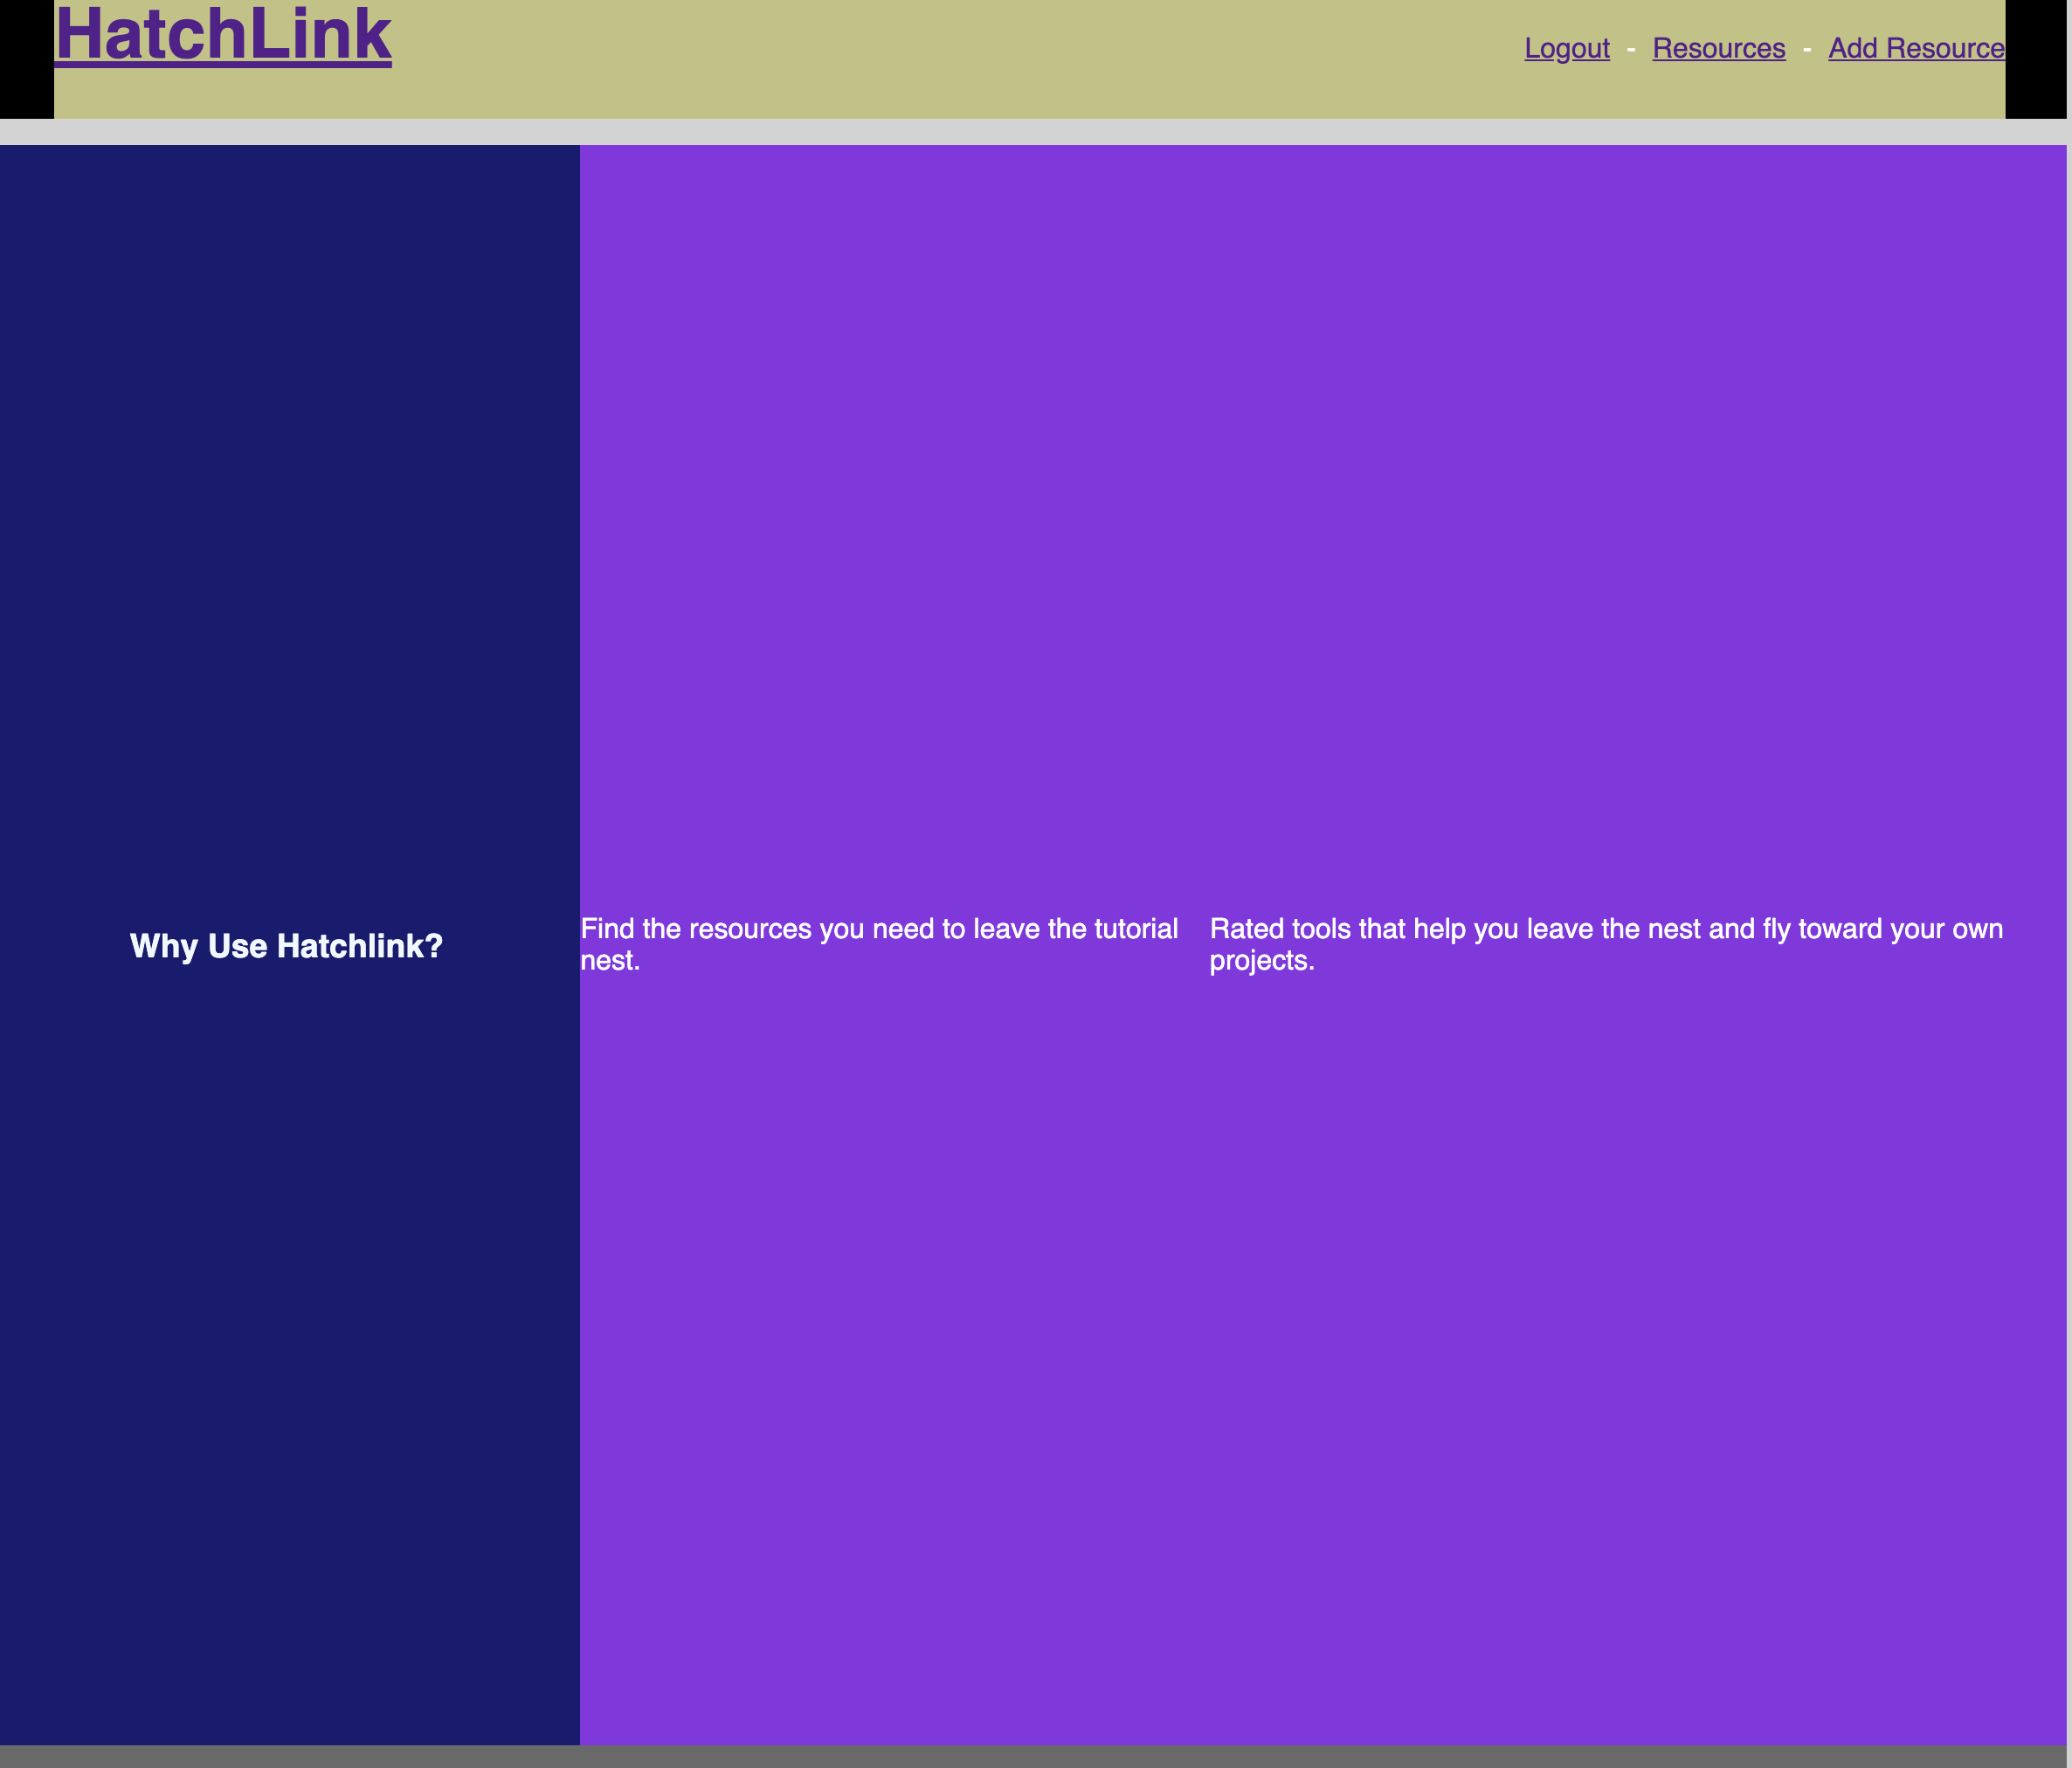 HatchLink
Logout - Resources - Add Resource
Why Use Hatchlink?
Find the resources you need to leave the tutorial
nest.
Rated tools that help you leave the nest and fly toward your own
projects.